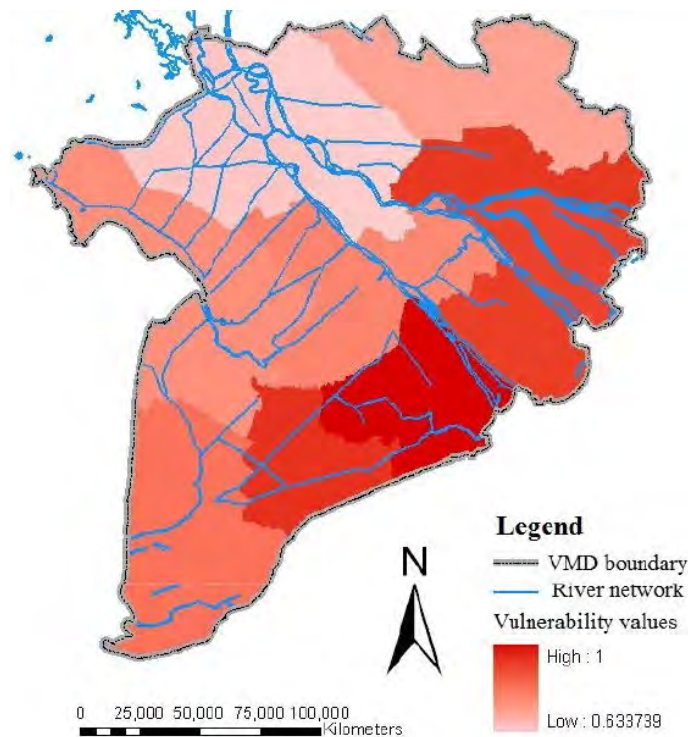 Legend
VMD boundary
River network
Vulnerability values
High : 1
Low : 0.633739
N
0 25,000 50,000 75,000 100,000
Kilometers